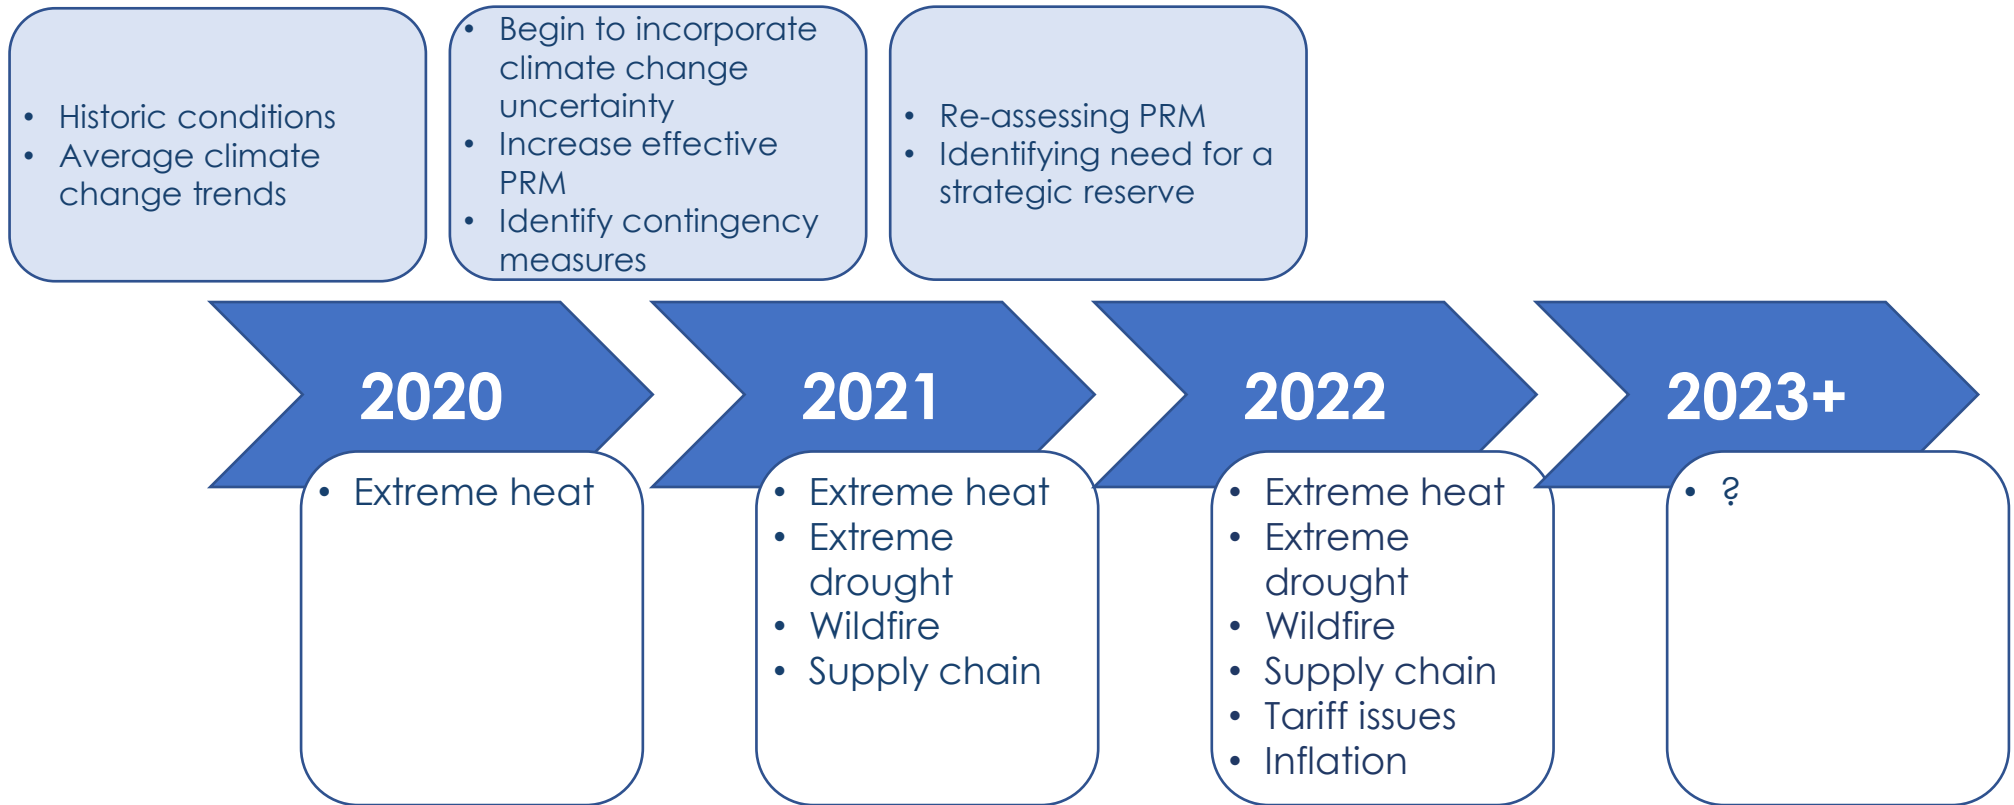 • Historic conditions
• Average climate
change trends
• Begin to incorporate
climate change
uncertainty
• Increase effective
PRM
• Identify contingency
measures
• Re-assessing PRM
• Identifying need for a
strategic reserve
2020
2021
2022
2023+
• Extreme heat
• Extreme heat
• Extreme
drought
• Wildfire
• Supply chain
• Extreme heat
• Extreme
drought
• Wildfire
• Supply chain
• Tariff issues
• Inflation
• ?